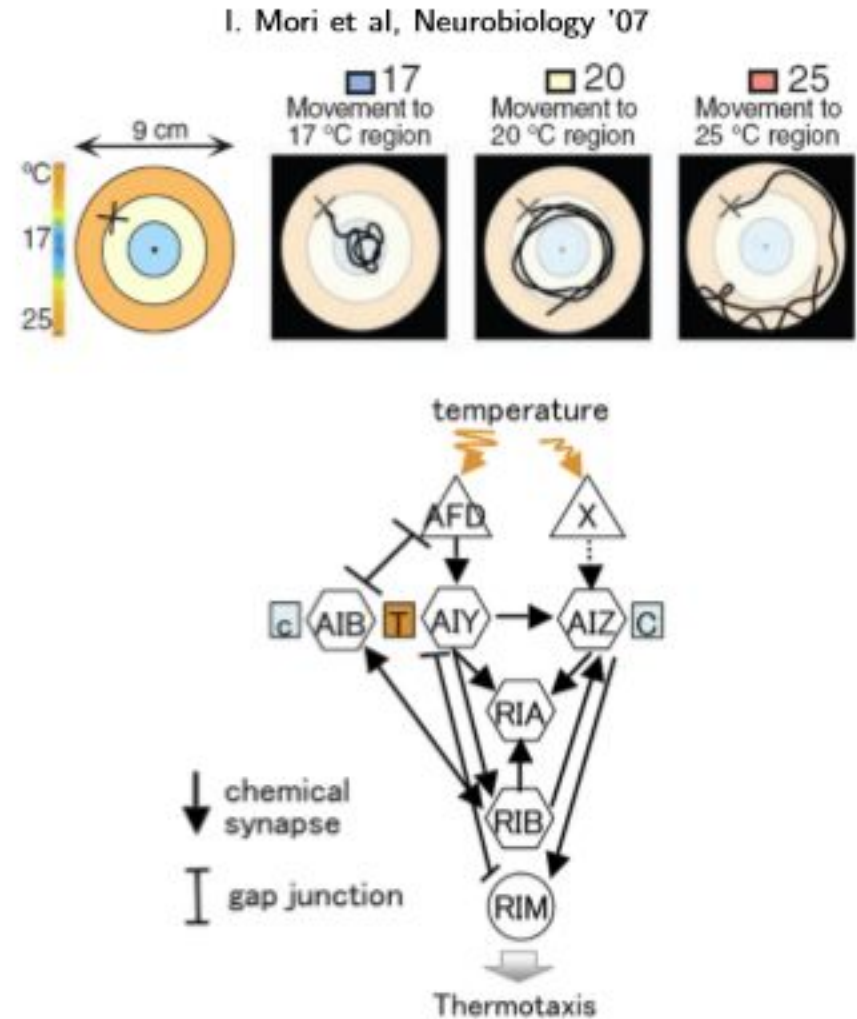 I. Mori et al, Neurobiology '07
17
Movement to
17 °C region
20
Movement to
20 °C region
25
Movement to
25 °C region
9 cm
°C
17
25
temperature
AFD
X
c
AIB
T
AIY
AIZ
C
RIA
RIB
RIM
chemical
synapse
gap junction
Thermotaxis